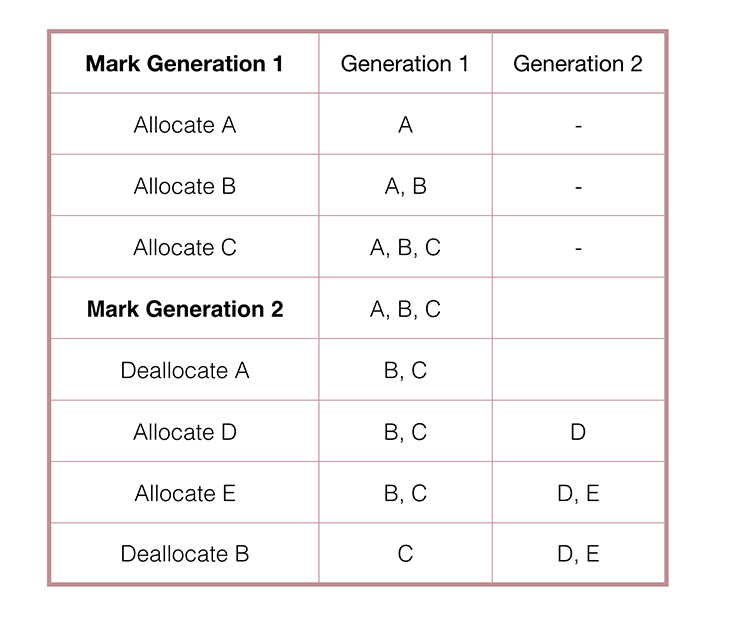 Mark Generation 1 Generation 1 Generation 2
Allocate A A -
Allocate B A, B -
Allocate C A, B, C -
Mark Generation 2 A, B, C
Deallocate A B, C
Allocate D B, C D
Allocate E B, C D, E
Deallocate B C D, E